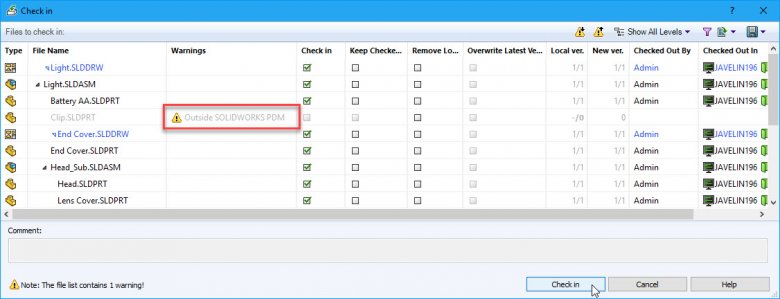 Check in
Files to check in:
Show All Levels
Type File Name Warnings Check in Keep Checke... Remove Lo... Overwrite Latest Ve... Local ver. New ver. Checked Out By Checked Out In
Light.SLDDRW 1/1 1/1 Admin JAVELIN196
Light.SLDASM 1/1 1/1 Admin JAVELIN196
Battery AA.SLDPRT 1/1 1/1 Admin JAVELIN196
Clip.SLDPRT Outside SOLIDWORKS PDM -/0 0
End Cover.SLDDRW 1/1 1/1 Admin JAVELIN196
End Cover.SLDPRT 1/1 1/1 Admin JAVELIN196
Head_Sub.SLDASM 1/1 1/1 Admin JAVELIN196
Head.SLDPRT 1/1 1/1 Admin JAVELIN196
Lens Cover.SLDPRT 1/1 1/1 Admin JAVELIN196
Comment:
Note: The file list contains 1 warning!
Check in Cancel Help